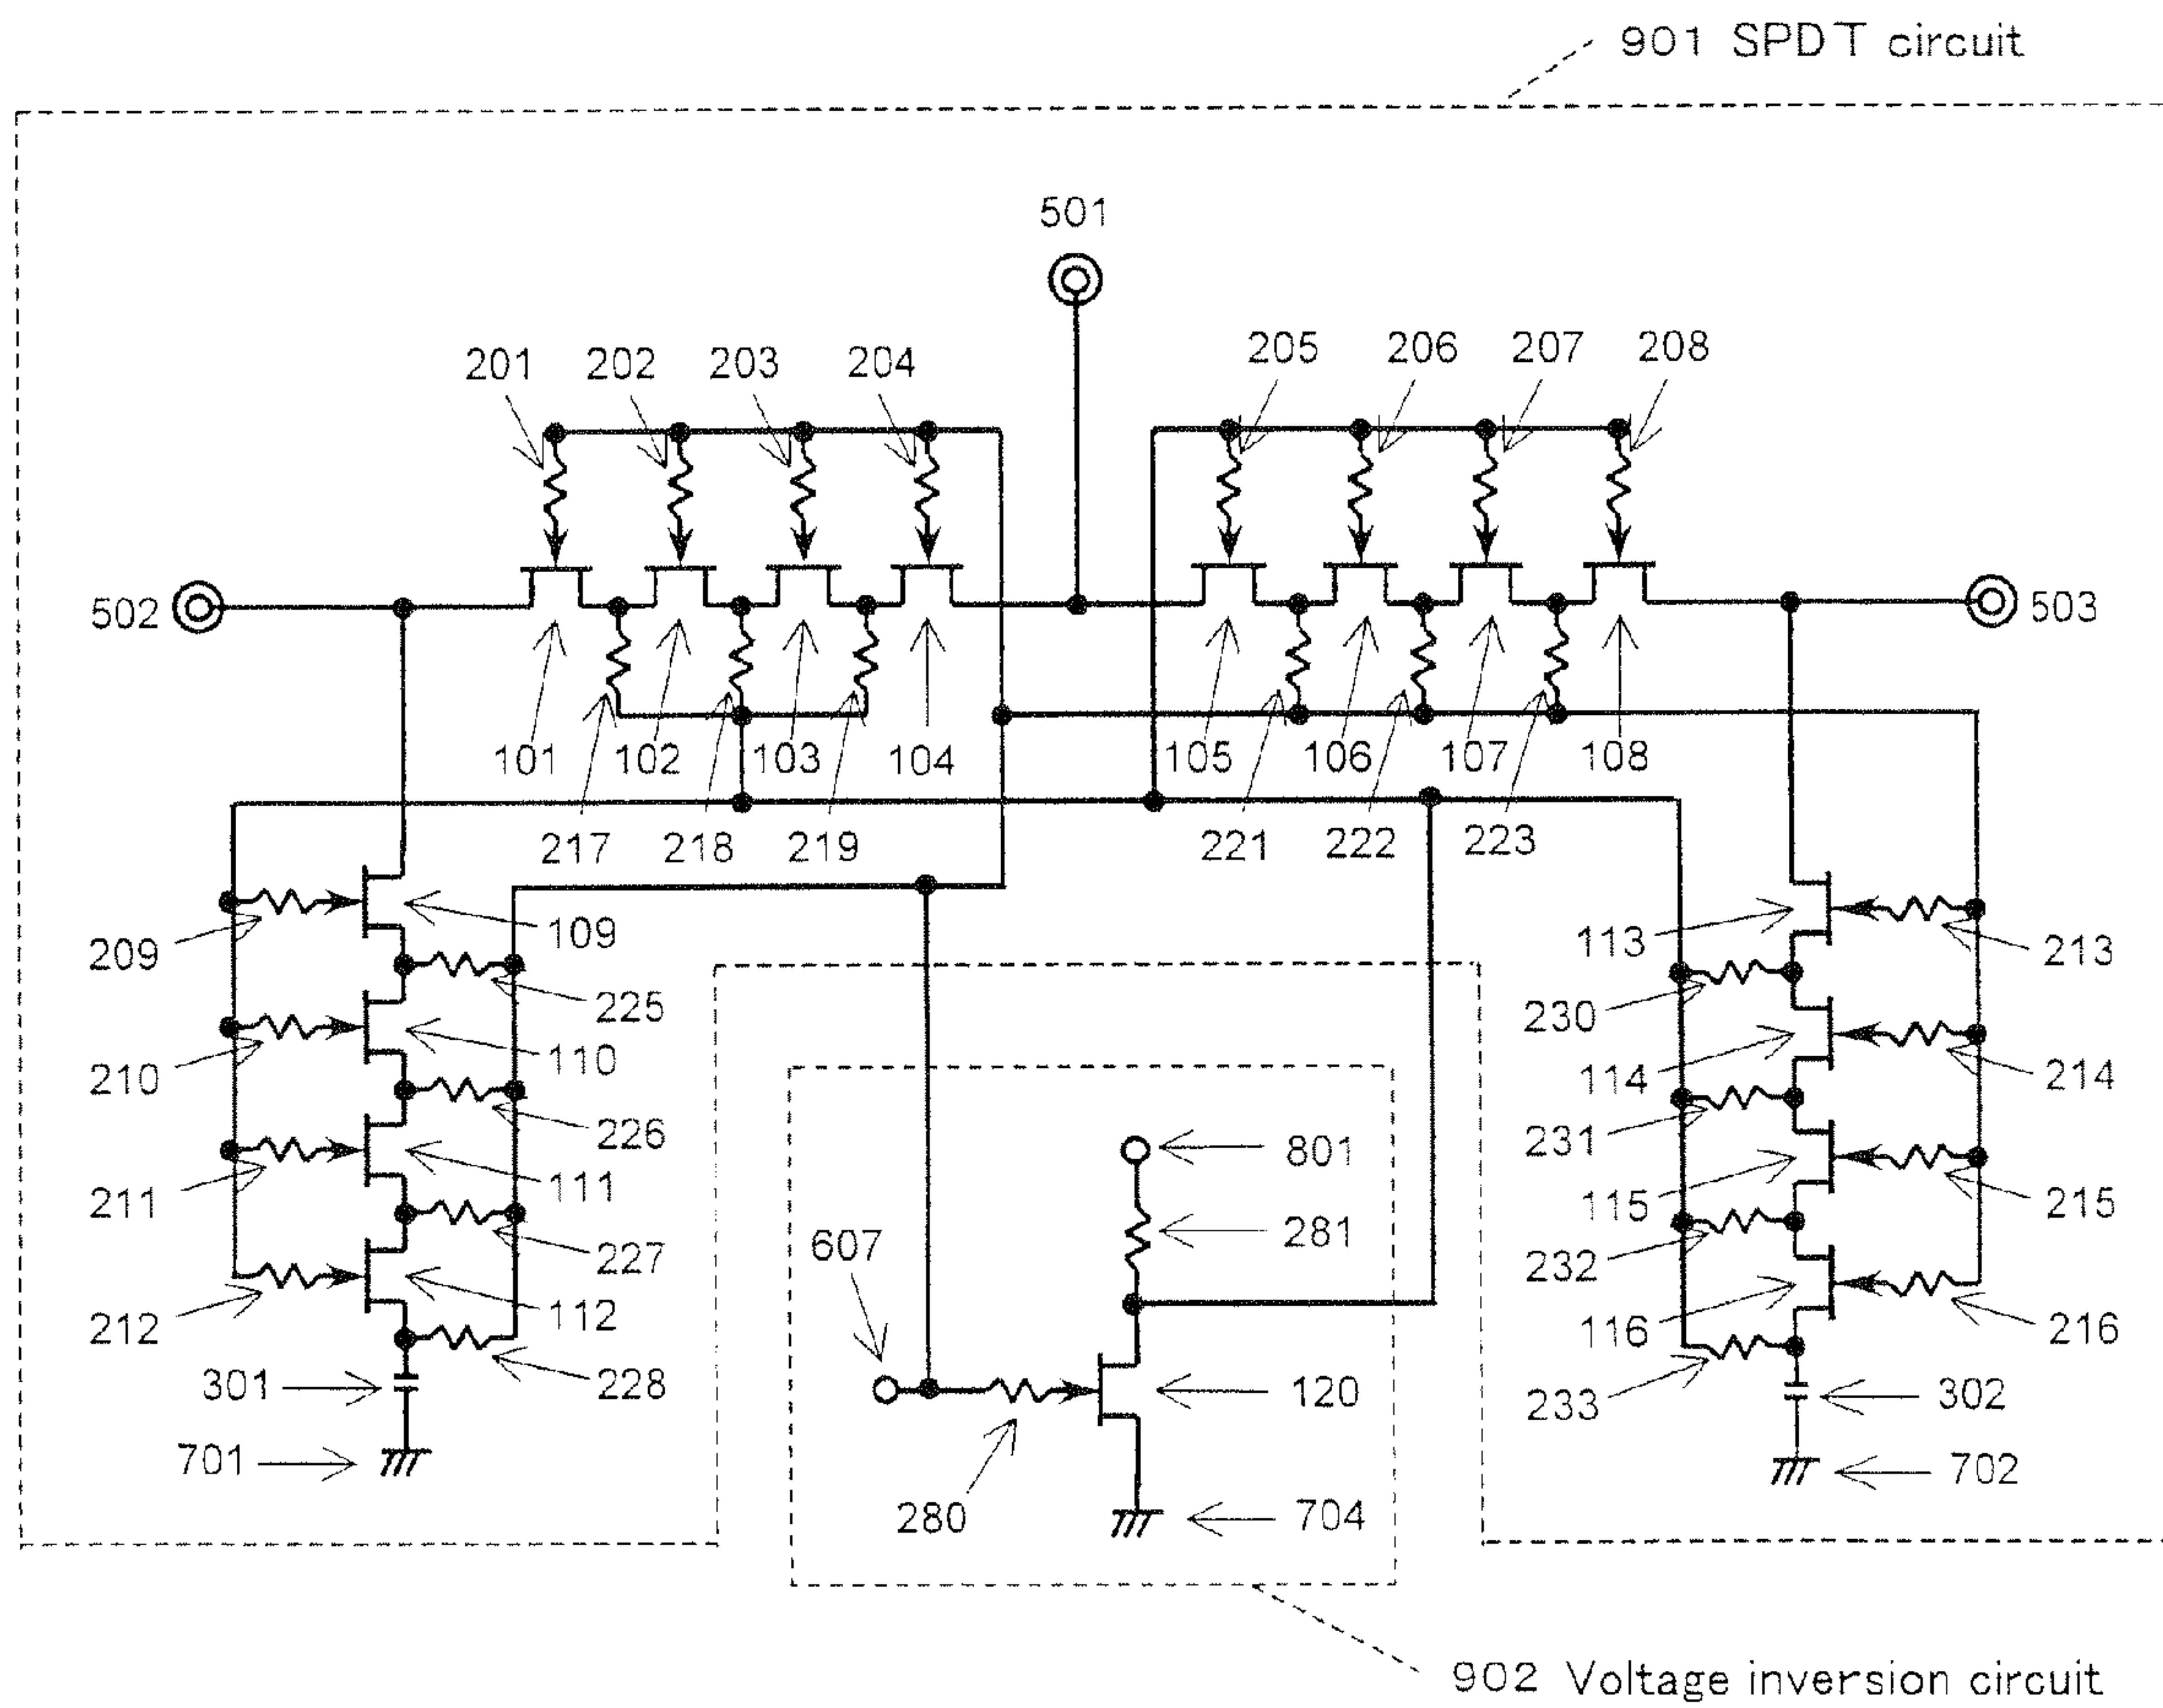 901 SPDT circuit
501
201 202 203 204 205 206 207 208
502 503
101 102 103 104 105 106 107 108
217 218 219 221 222 223
209 109 113 213
225 230
210 110 114 214
226 231
211 111 801 115 215
607 281 232
227
212 112 116 216
301 228 120 233 302
701 280 704 702
902 Voltage inversion circuit